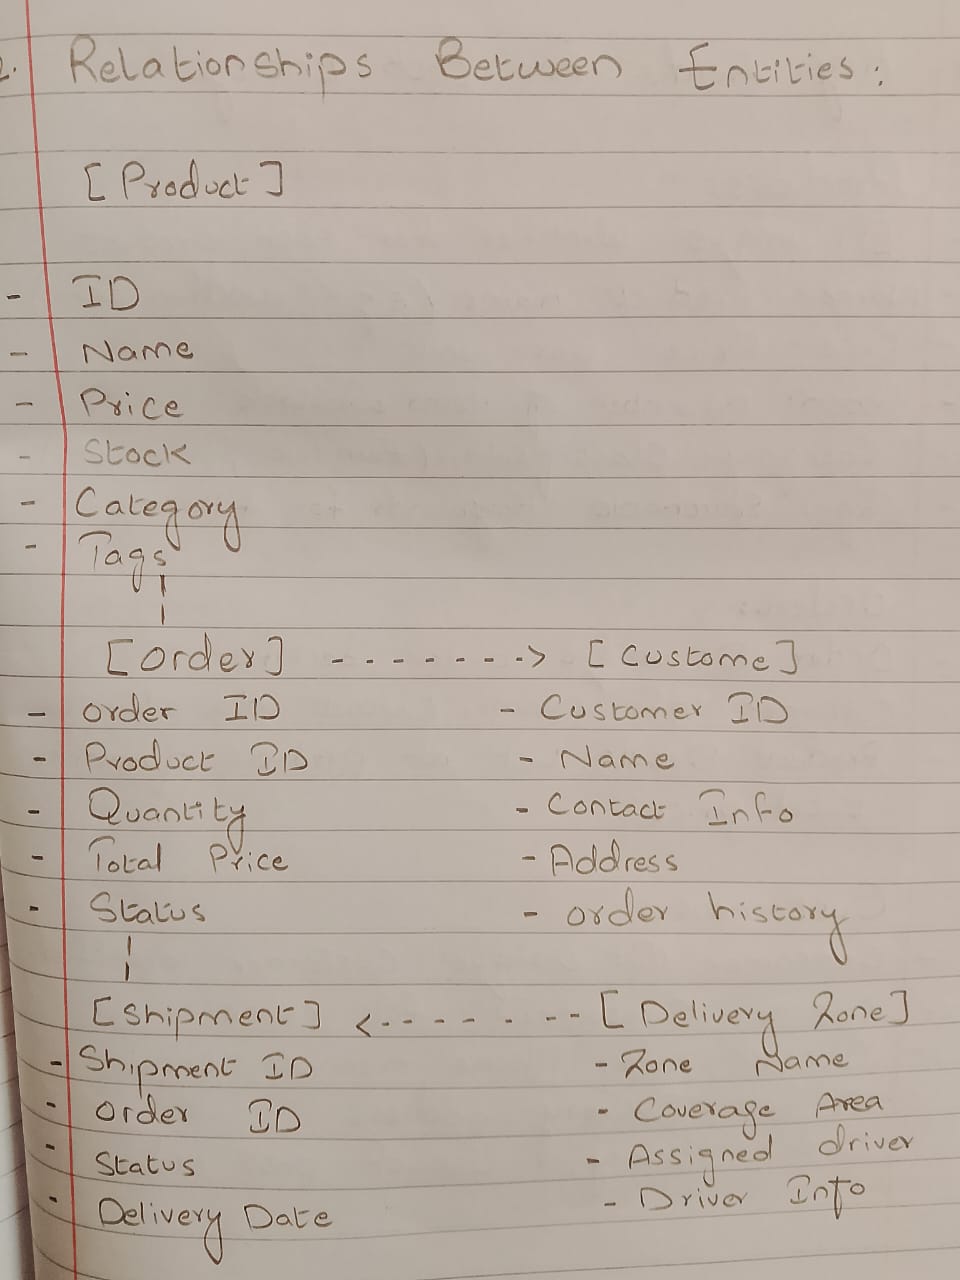 2. Relationships Between Entities:
[Product]
- ID
- Name
- Price
- Stock
- Category
- Tags
[Order] -------> [Custome]
- order ID - Customer ID
- Product ID - Name
- Quantity - Contact Info
- Total Price - Address
- Status - order history
[Shipment] <------- [Delivery Zone]
- Shipment ID - Zone Name
- Order ID - Coverage Area
- Status - Assigned driver
- Delivery Date - Driver Info